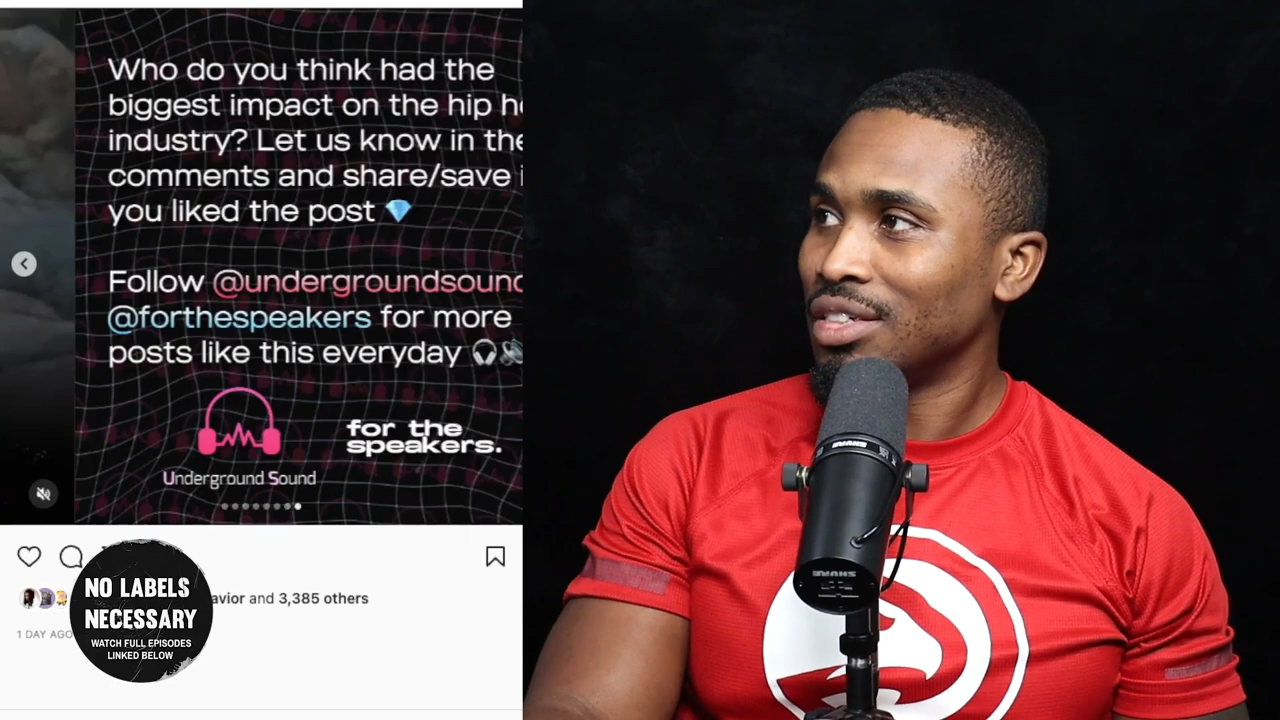 Who do you think had the
biggest impact on the hip h
industry? Let us know in the
comments and share/save
you liked the post
Follow @undergroundsound
@forthespeakers for more
posts like this everyday
for the
speakers.
Underground Sound
NO LABELS
NECESSARY
WATCH FULL EPISODES
LINKED BELOW
avior and 3,385 others
1 DAY AGO
SHURE
SHURE